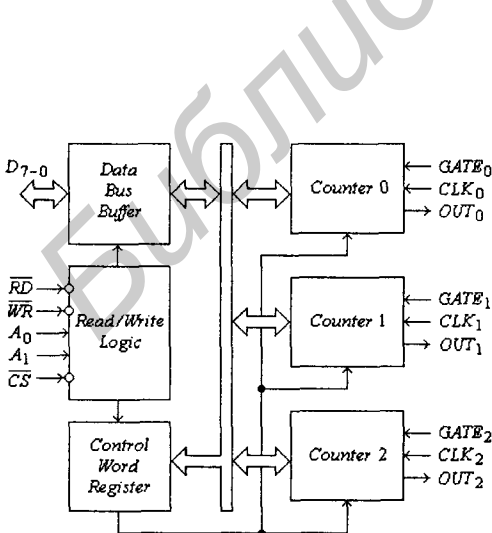 Библио
D7-0
Data
Bus
Buffer
Counter 0
GATE0
CLK0
OUT0
RD
WR
A0
A1
CS
Read/Write
Logic
Counter 1
GATE1
CLK1
OUT1
Control
Word
Register
Counter 2
GATE2
CLK2
OUT2